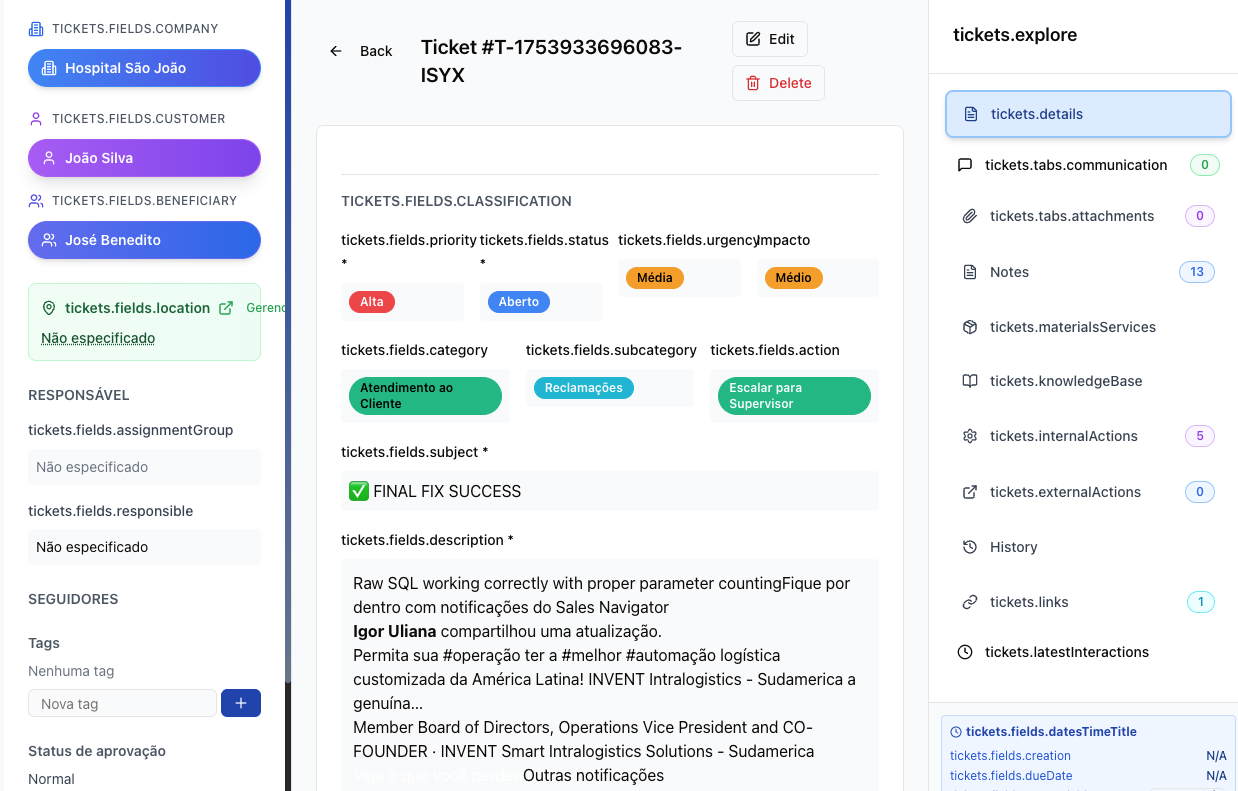 TICKETS.FIELDS.COMPANY
Hospital São João
TICKETS.FIELDS.CUSTOMER
João Silva
TICKETS.FIELDS.BENEFICIARY
José Benedito
tickets.fields.location
Gerenc
Não especificado
RESPONSÁVEL
tickets.fields.assignmentGroup
Não especificado
tickets.fields.responsible
Não especificado
SEGUIDORES
Tags
Nenhuma tag
Nova tag
+
Status de aprovação
Normal
Back
Ticket #T-1753933696083-
ISYX
Edit
Delete
TICKETS.FIELDS.CLASSIFICATION
tickets.fields.priority *
Alta
tickets.fields.status *
Aberto
tickets.fields.urgency
Média
Impacto
Médio
tickets.fields.category
Atendimento ao
Cliente
tickets.fields.subcategory
Reclamações
tickets.fields.action
Escalar para
Supervisor
tickets.fields.subject *
✅ FINAL FIX SUCCESS
tickets.fields.description *
Raw SQL working correctly with proper parameter countingFique por
dentro com notificações do Sales Navigator
Igor Uliana compartilhou uma atualização.
Permita sua #operação ter a #melhor #automação logística
customizada da América Latina! INVENT Intralogistics - Sudamerica a
genuína...
Member Board of Directors, Operations Vice President and CO-
FOUNDER · INVENT Smart Intralogistics Solutions - Sudamerica
Veja o que você perdeu Outras notificações
tickets.explore
tickets.details
tickets.tabs.communication 0
tickets.tabs.attachments 0
Notes 13
tickets.materialsServices
tickets.knowledgeBase
tickets.internalActions 5
tickets.externalActions 0
History
tickets.links 1
tickets.latestInteractions
tickets.fields.datesTimeTitle
tickets.fields.creation N/A
tickets.fields.dueDate N/A